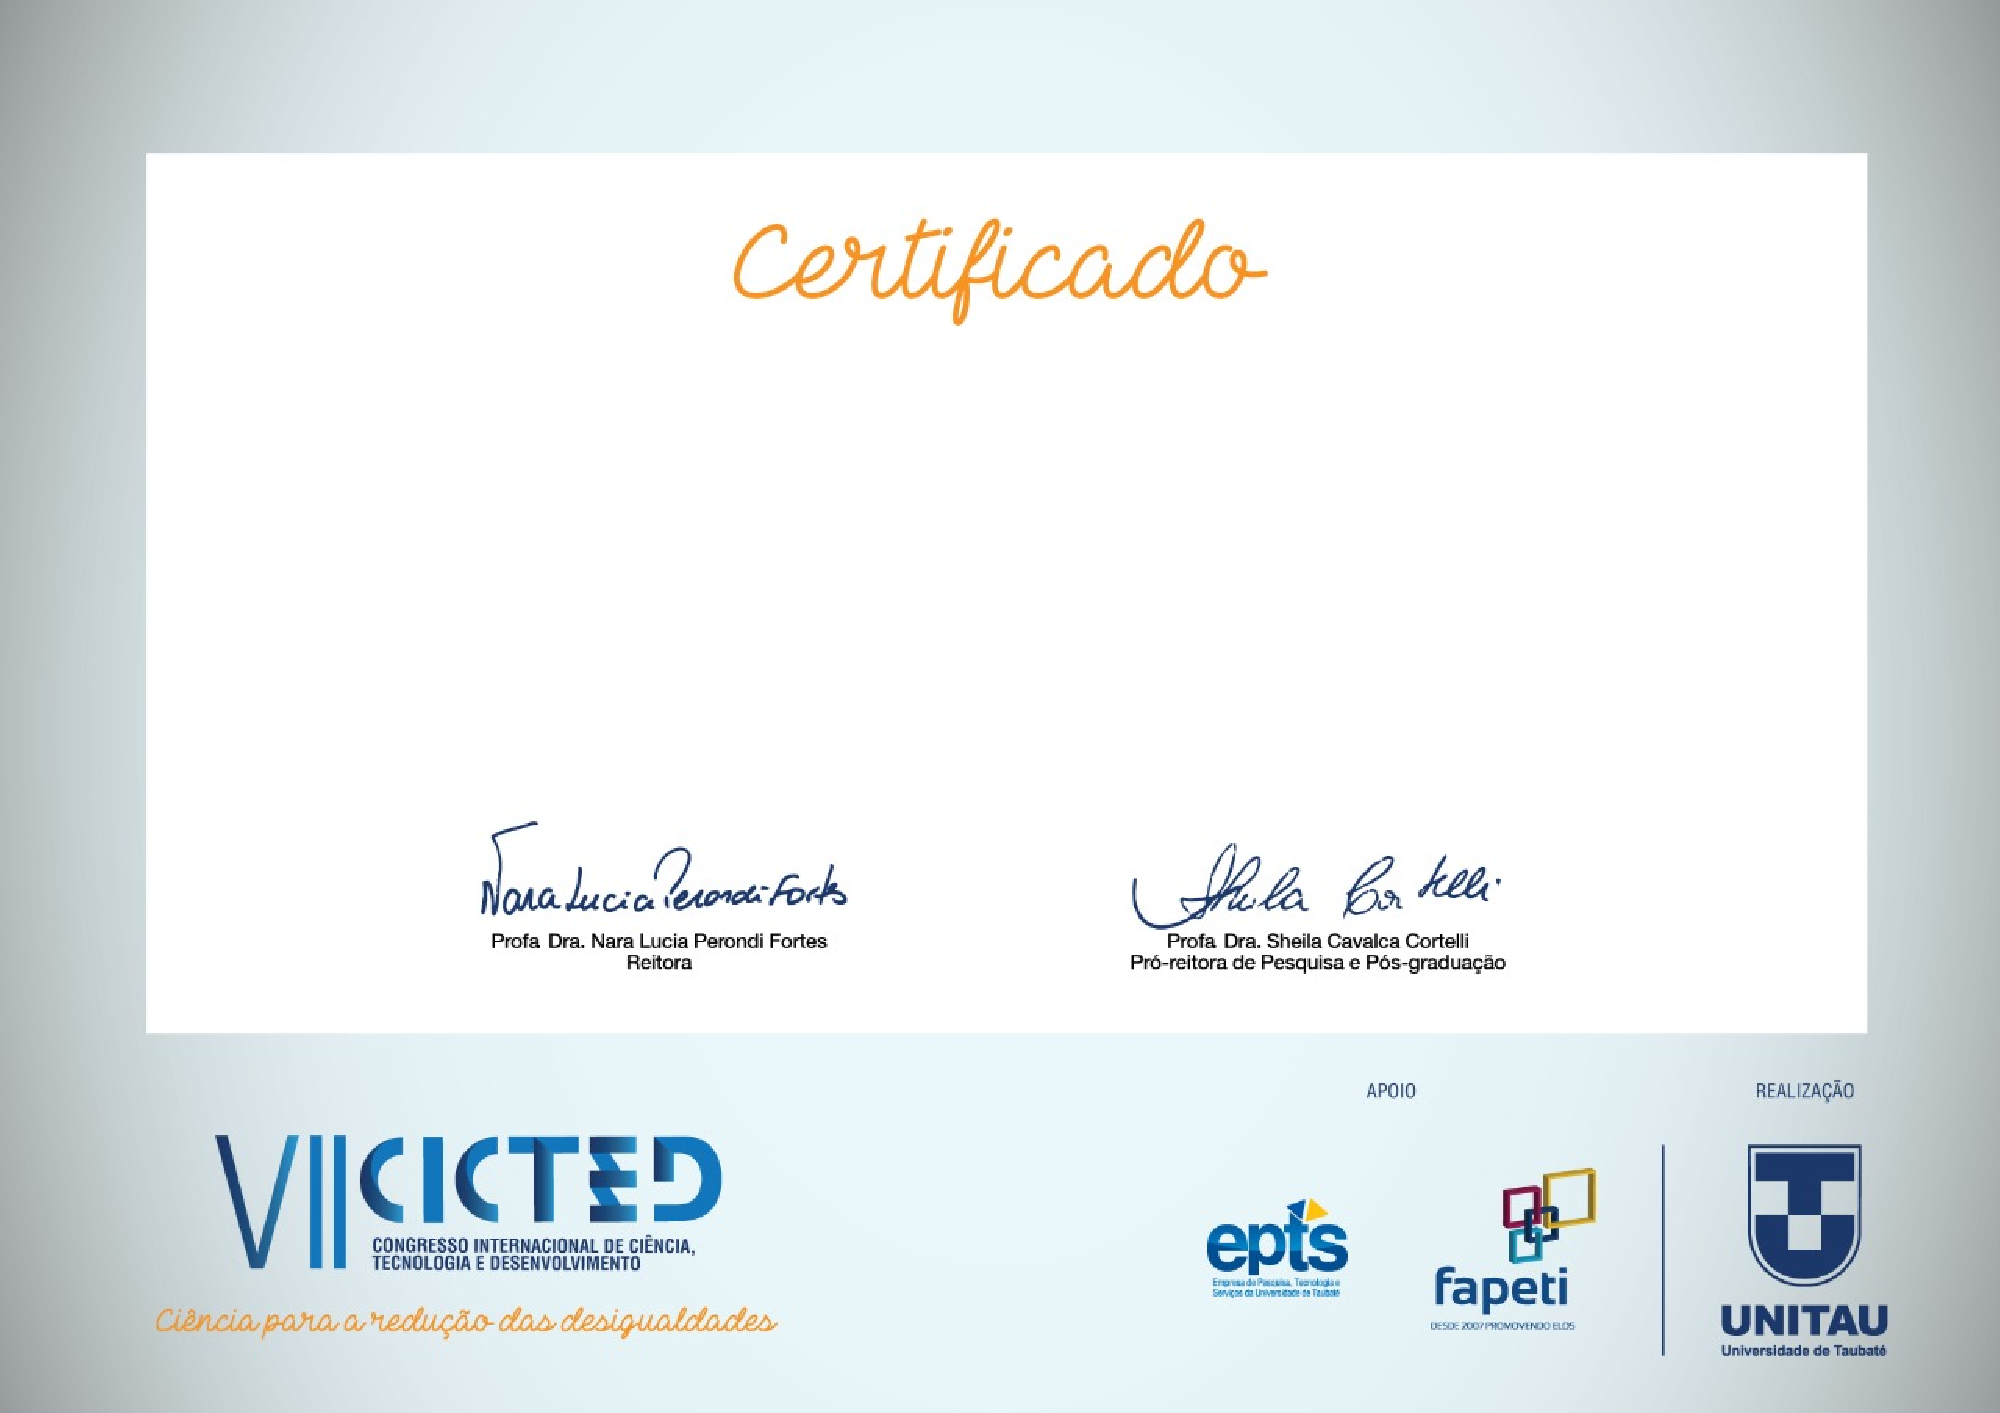 Certificado
Nara Lucia Perondi Fortes
Sheila Cortelli
Profa Dra. Nara Lucia Perondi Fortes
Reitora
Profa Dra. Sheila Cavalca Cortelli
Pró-reitora de Pesquisa e Pós-graduação
APOIO
REALIZAÇÃO
VII CICTED
CONGRESSO INTERNACIONAL DE CIÊNCIA,
TECNOLOGIA E DESENVOLVIMENTO
Ciência para a redução das desigualdades
epts
Empresa de Pesquisa, Tecnologia e
Serviços da Universidade de Taubaté
fapeti
DESDE 2007 PROMOVENDO ELOS
UNITAU
Universidade de Taubaté